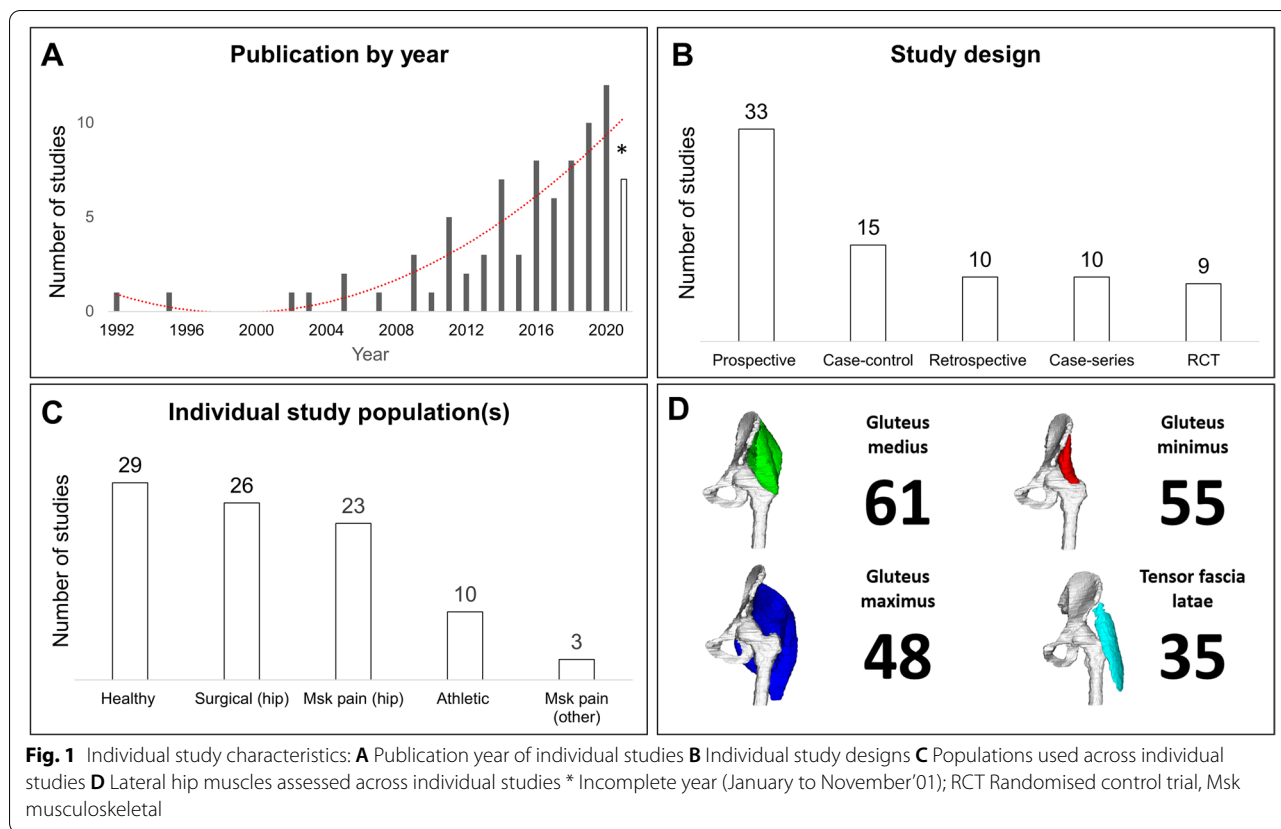 A
Publication by year
Number of studies
10
5
0
*
1992 1996 2000 2004 2008 2012 2016 2020
Year
B
Study design
Number of studies
33
15
10
10
9
Prospective Case-control Retrospective Case-series RCT
C
Individual study population(s)
Number of studies
29
26
23
10
3
Healthy Surgical (hip) Msk pain (hip) Athletic Msk pain
(other)
D
Gluteus
medius
61
Gluteus
minimus
55
Gluteus
maximus
48
Tensor fascia
latae
35
Fig. 1 Individual study characteristics: A Publication year of individual studies B Individual study designs C Populations used across individual
studies D Lateral hip muscles assessed across individual studies * Incomplete year (January to November’01); RCT Randomised control trial, Msk
musculoskeletal